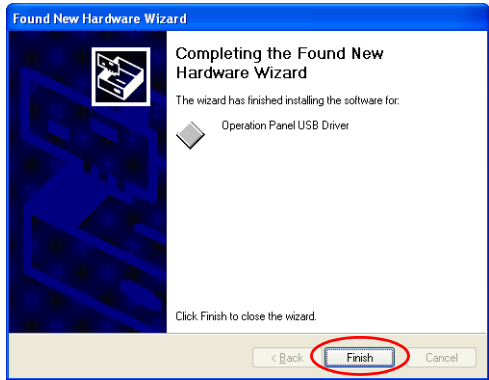 Found New Hardware Wizard
Completing the Found New
Hardware Wizard
The wizard has finished installing the software for:
Operation Panel USB Driver
Click Finish to close the wizard.
< Back Finish Cancel